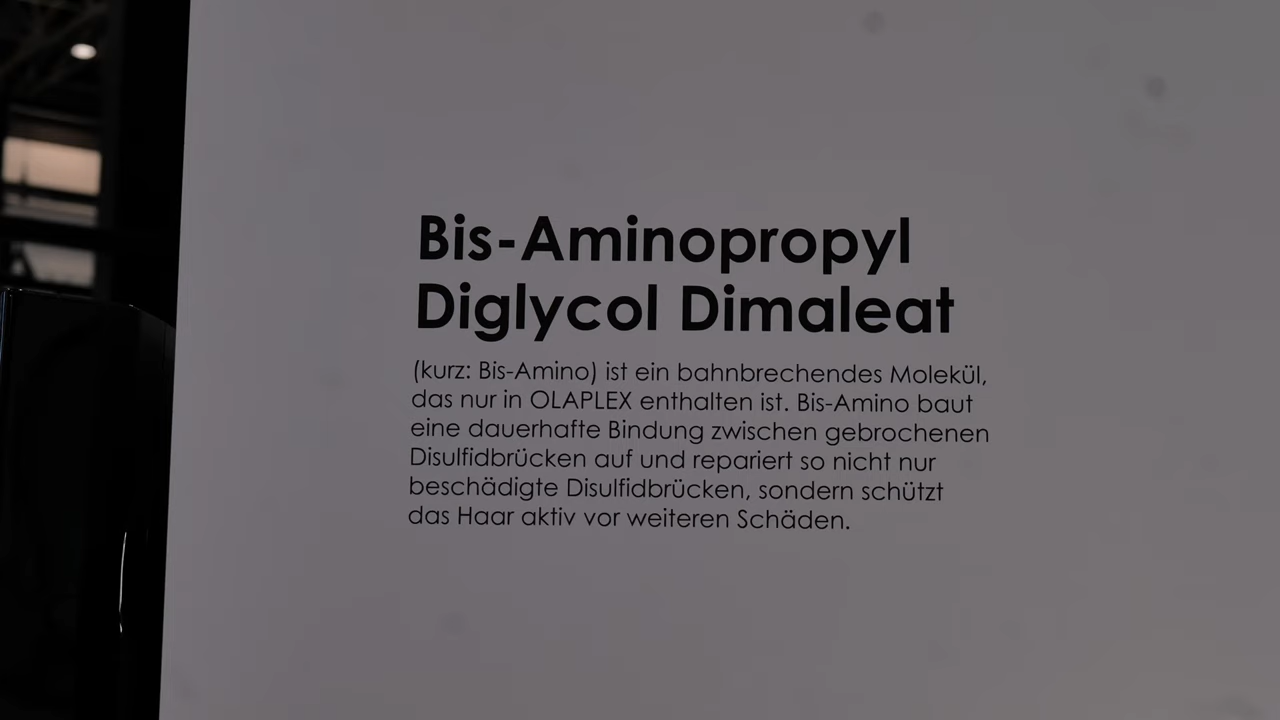 Bis-Aminopropyl
Diglycol Dimaleat
(kurz: Bis-Amino) ist ein bahnbrechendes Molekül,
das nur in OLAPLEX enthalten ist. Bis-Amino baut
eine dauerhafte Bindung zwischen gebrochenen
Disulfidbrücken auf und repariert so nicht nur
beschädigte Disulfidbrücken, sondern schützt
das Haar aktiv vor weiteren Schäden.